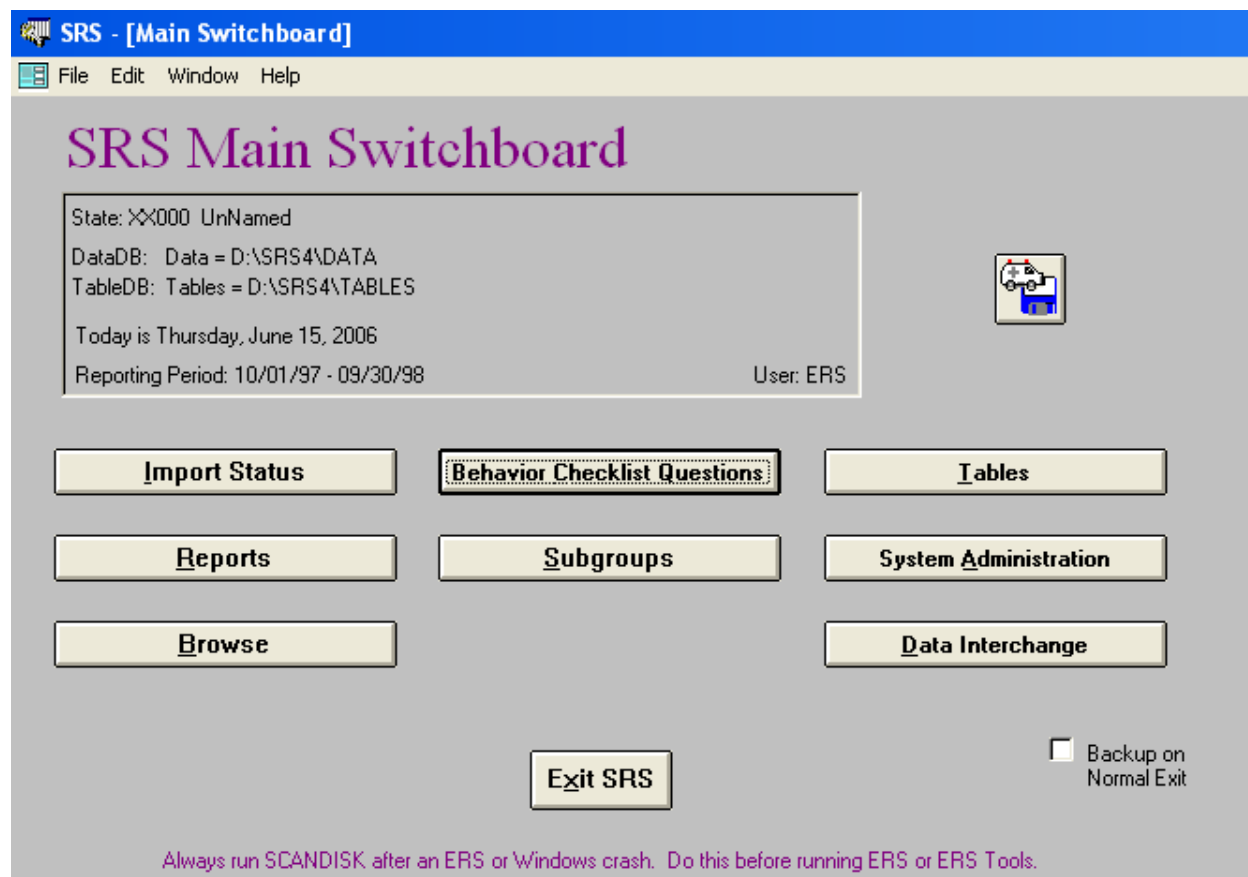 SRS - [Main Switchboard]
File Edit Window Help
SRS Main Switchboard
State: XX000 UnNamed
DataDB: Data = D:\SRS4\DATA
TableDB: Tables = D:\SRS4\TABLES
Today is Thursday, June 15, 2006
Reporting Period: 10/01/97 - 09/30/98 User: ERS
Import Status Behavior Checklist Questions Tables
Reports Subgroups System Administration
Browse Data Interchange
Exit SRS
Backup on
Normal Exit
Always run SCANDISK after an ERS or Windows crash. Do this before running ERS or ERS Tools.